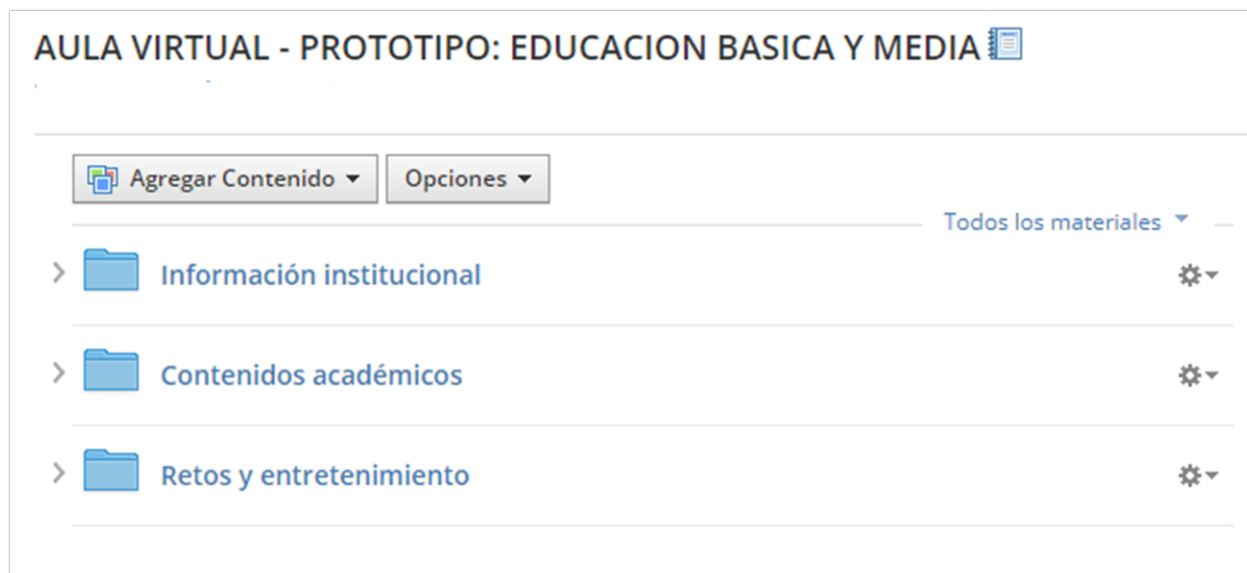 AULA VIRTUAL - PROTOTIPO: EDUCACION BASICA Y MEDIA
Agregar Contenido
Opciones
Todos los materiales
Información institucional
Contenidos académicos
Retos y entretenimiento